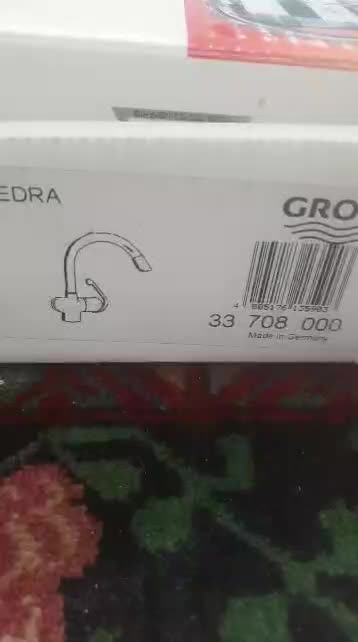 EDRA
GRO
33 708 000
Made in Germany